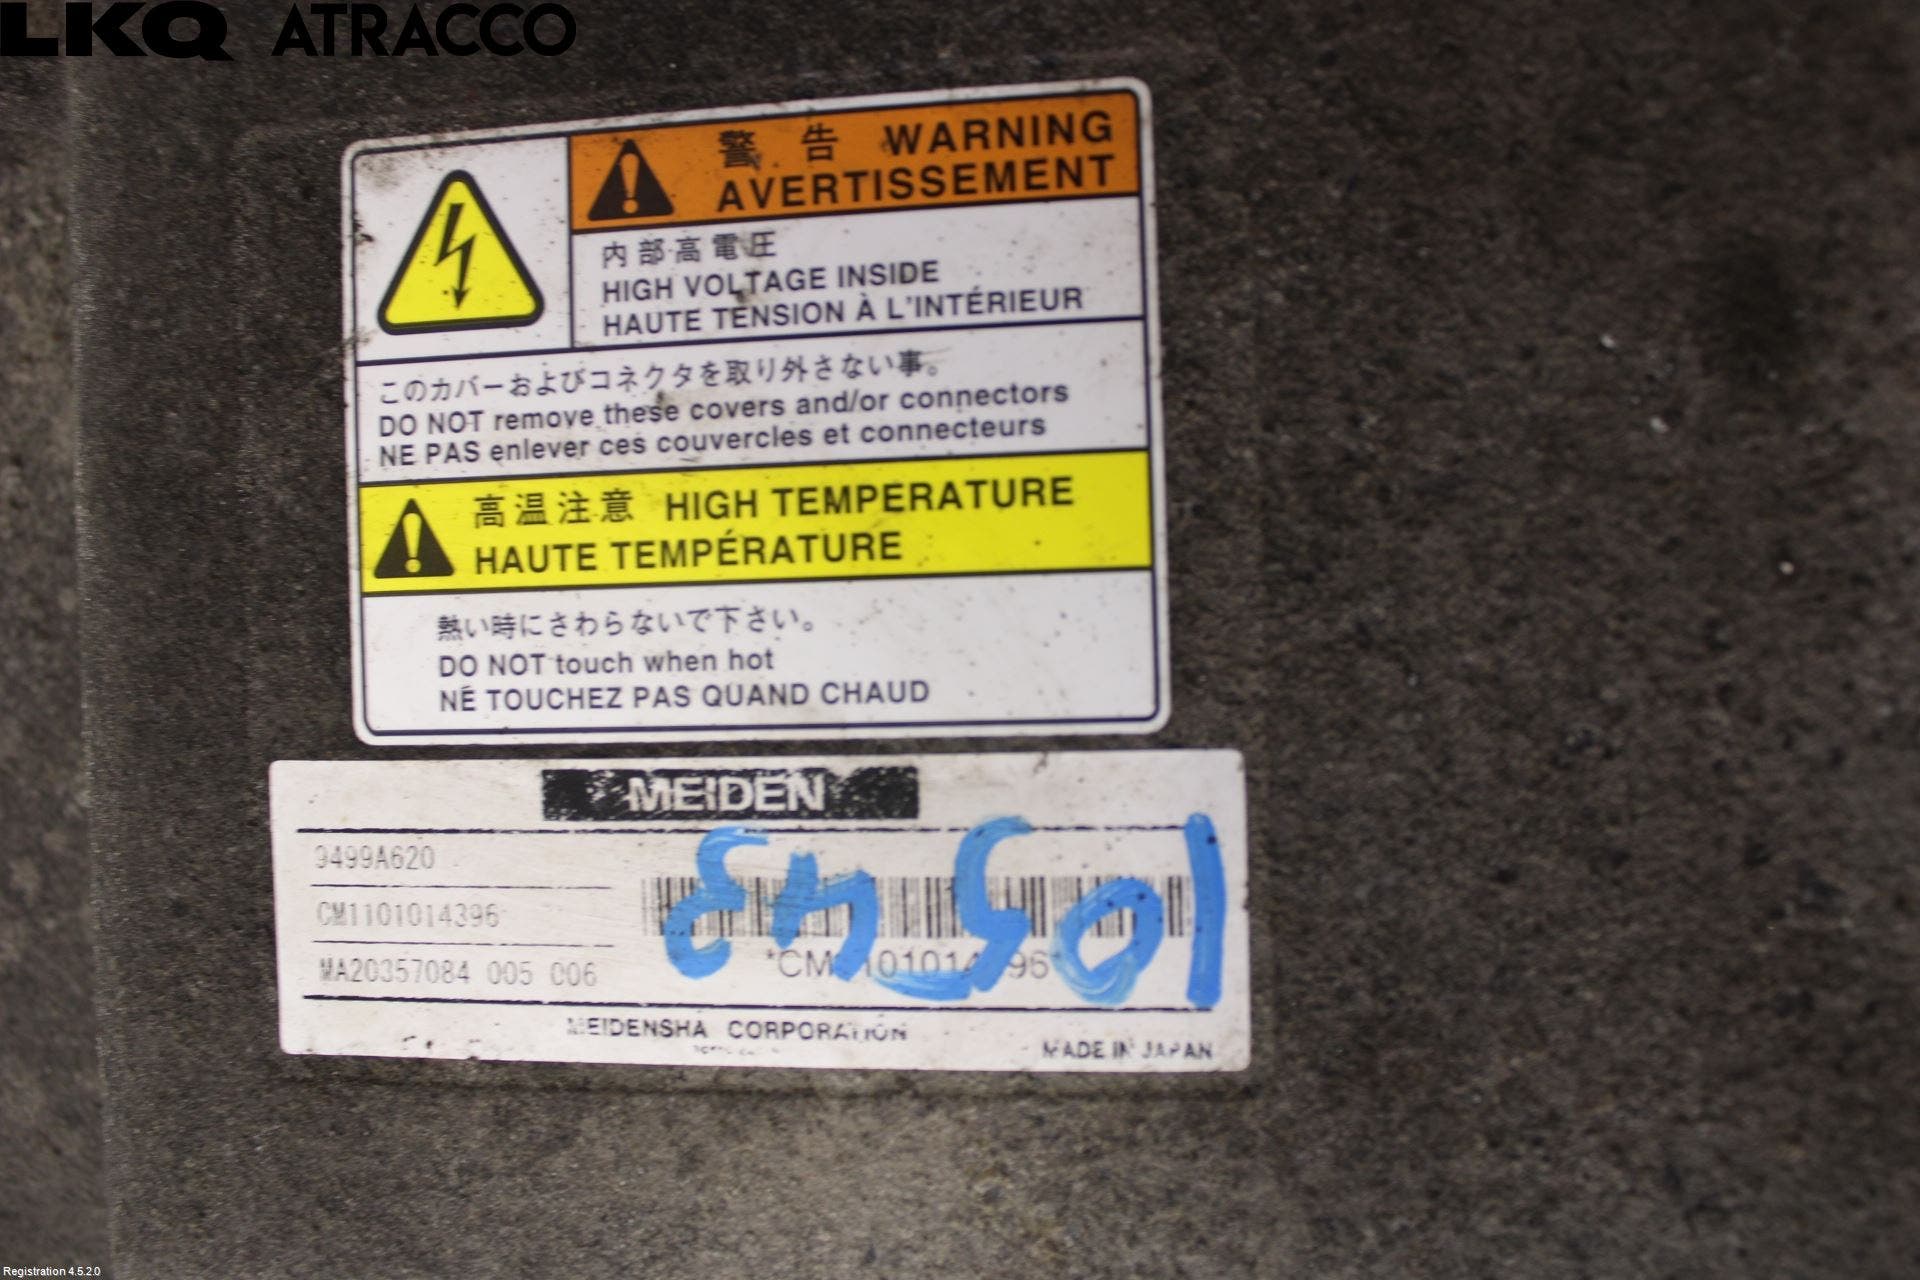 LKQ ATRACCO
警告 WARNING
AVERTISSEMENT
内部高電圧
HIGH VOLTAGE INSIDE
HAUTE TENSION À L'INTÉRIEUR
このカバーおよびコネクタを取り外さない事。
DO NOT remove these covers and/or connectors
NE PAS enlever ces couvercles et connecteurs
高温注意 HIGH TEMPERATURE
HAUTE TEMPÉRATURE
熱い時にさわらないで下さい。
DO NOT touch when hot
NE TOUCHEZ PAS QUAND CHAUD
MEIDEN
9499A620
CM1101014396
MA20357084 005 006
MEIDENSHA CORPORATION
MADE IN JAPAN
Registration 4.5.2.0